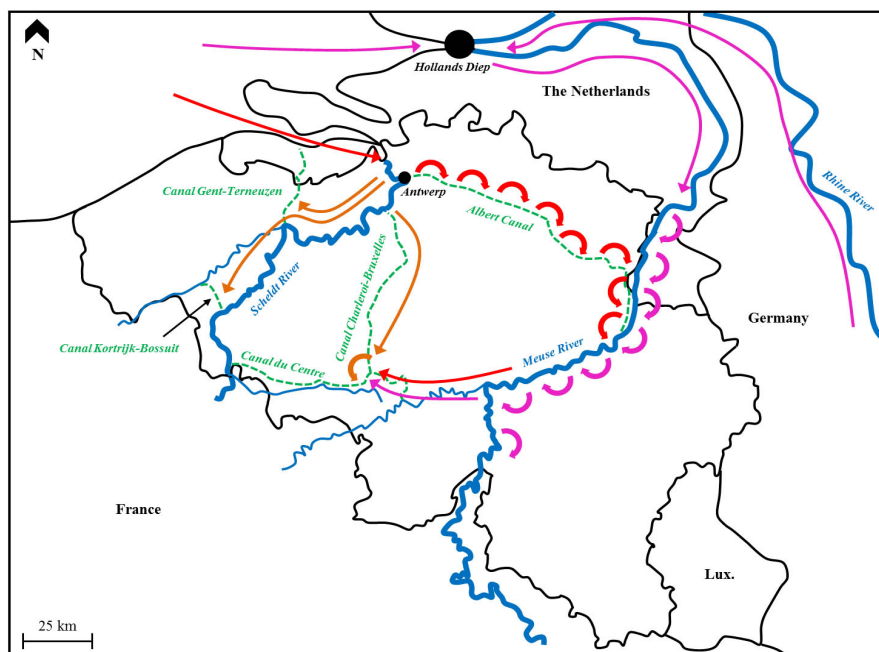 N
Hollands Diep
The Netherlands
Canal Gent-Terneuzen
Antwerp
Albert Canal
Rhine River
Scheldt River
Canal Charleroi-Bruxelles
Germany
Canal Kortrijk-Bossuit
Canal du Centre
Meuse River
France
Lux.
25 km